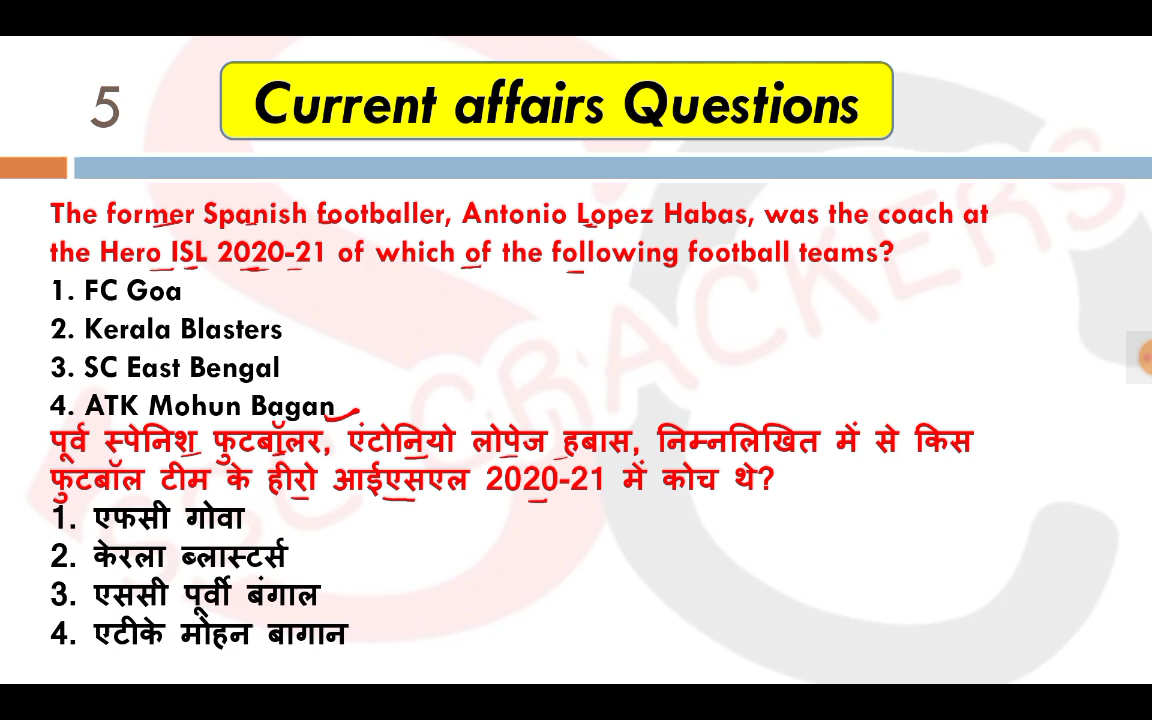 5
Current affairs Questions
The former Spanish footballer, Antonio Lopez Habas, was the coach at
the Hero ISL 2020-21 of which of the following football teams?
1. FC Goa
2. Kerala Blasters
3. SC East Bengal
4. ATK Mohun Bagan
पूर्व स्पेनिश फुटबॉलर, एंटोनियो लोपेज हबास, निम्नलिखित में से किस
फुटबॉल टीम के हीरो आईएसएल 2020-21 में कोच थे?
1. एफसी गोवा
2. केरला ब्लास्टर्स
3. एससी पूर्वी बंगाल
4. एटीके मोहन बागान
SSC CRACKERS